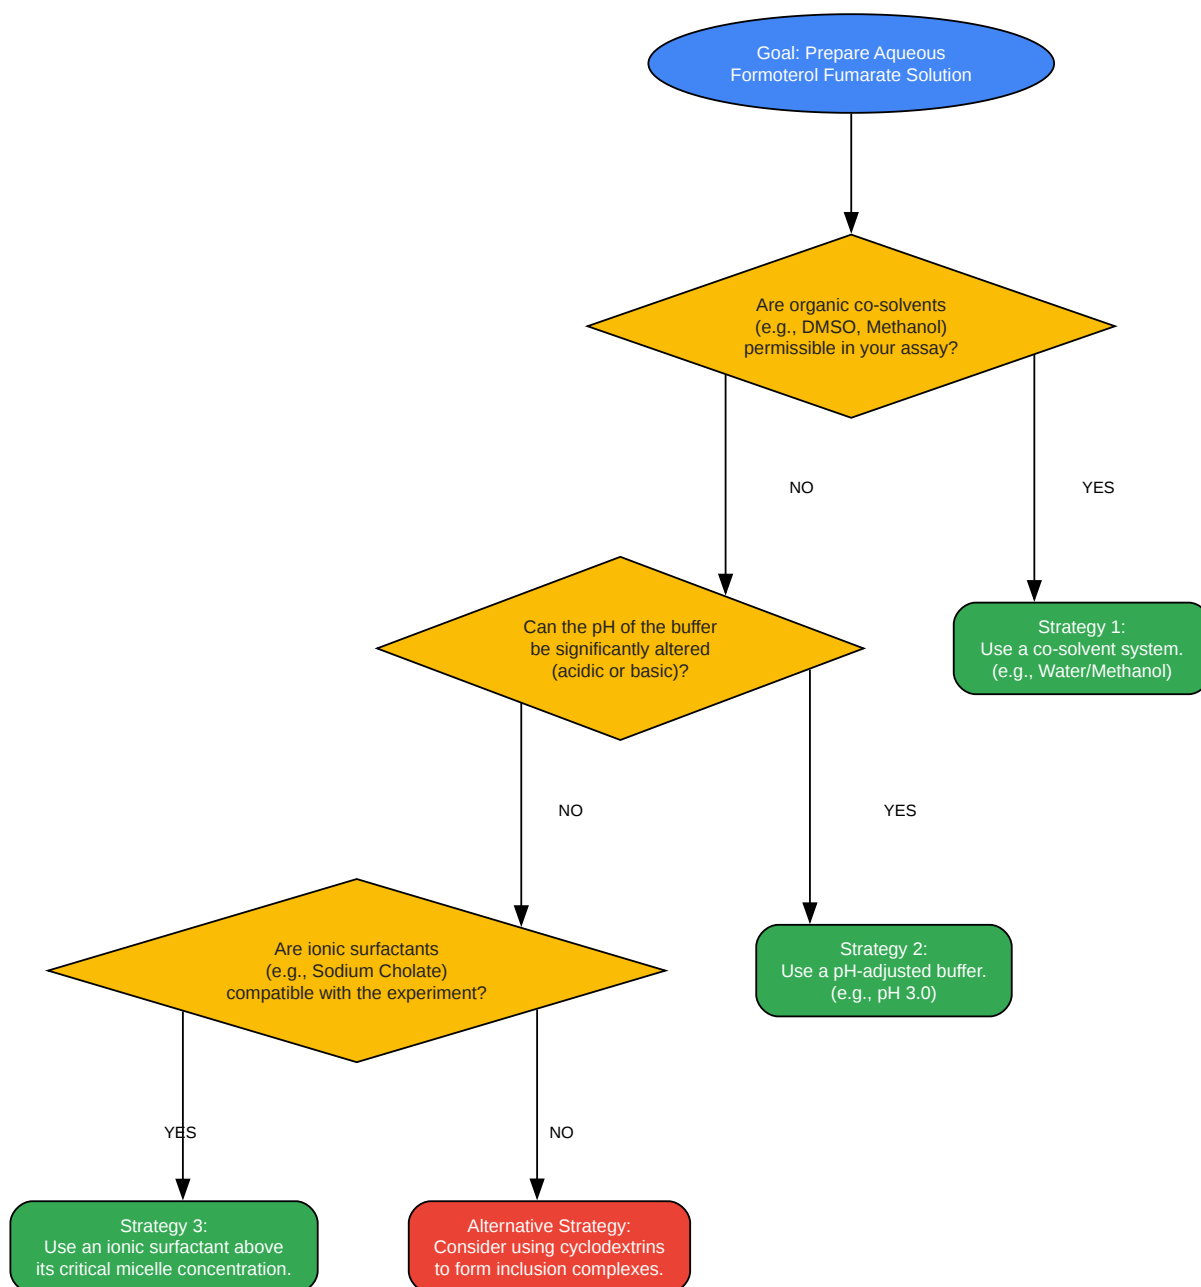 Goal: Prepare Aqueous
Formoterol Fumarate Solution
Are organic co-solvents
(e.g., DMSO, Methanol)
permissible in your assay?
NO
YES
Can the pH of the buffer
be significantly altered
(acidic or basic)?
Strategy 1:
Use a co-solvent system.
(e.g., Water/Methanol)
NO
YES
Are ionic surfactants
(e.g., Sodium Cholate)
compatible with the experiment?
Strategy 2:
Use a pH-adjusted buffer.
(e.g., pH 3.0)
YES
NO
Strategy 3:
Use an ionic surfactant above
its critical micelle concentration.
Alternative Strategy:
Consider using cyclodextrins
to form inclusion complexes.